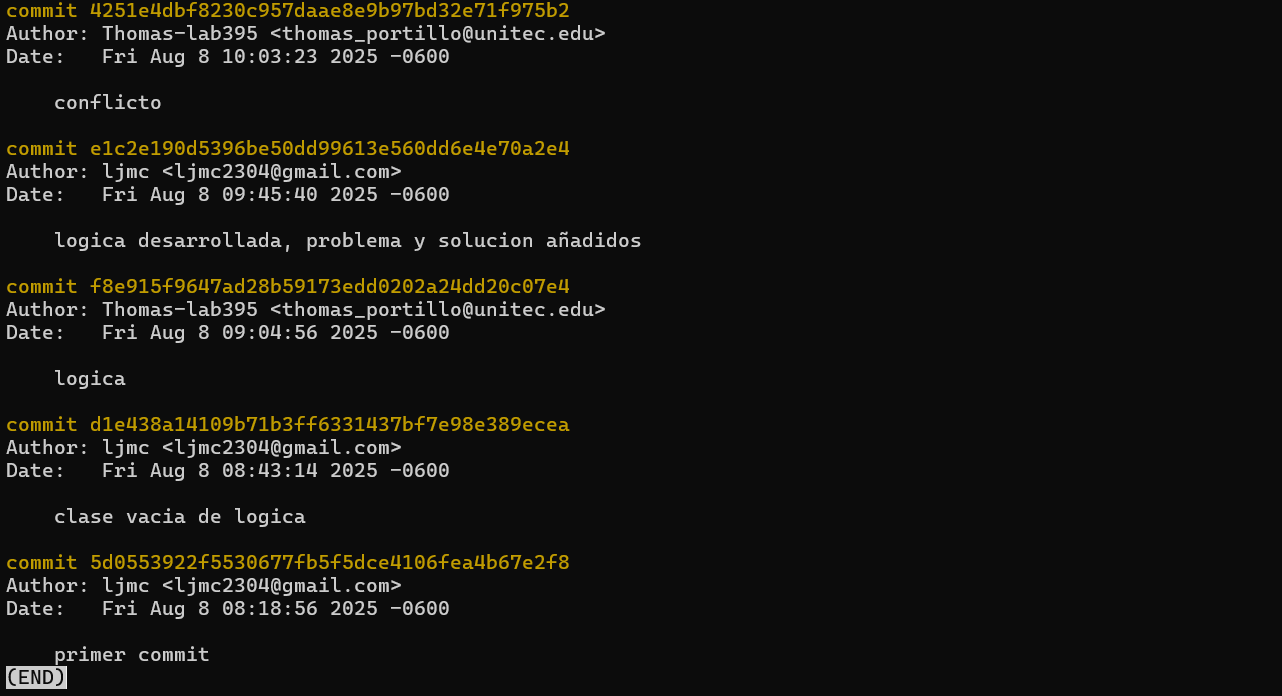 commit 4251e4dbf8230c957daae8e9b97bd32e71f975b2
Author: Thomas-lab395 <thomas_portillo@unitec.edu>
Date:   Fri Aug 8 10:03:23 2025 -0600
    conflicto
commit e1c2e190d5396be50dd99613e560dd6e4e70a2e4
Author: ljmc <ljmc2304@gmail.com>
Date:   Fri Aug 8 09:45:40 2025 -0600
    logica desarrollada, problema y solucion añadidos
commit f8e915f9647ad28b59173edd0202a24dd20c07e4
Author: Thomas-lab395 <thomas_portillo@unitec.edu>
Date:   Fri Aug 8 09:04:56 2025 -0600
    logica
commit d1e438a14109b71b3ff6331437bf7e98e389ecea
Author: ljmc <ljmc2304@gmail.com>
Date:   Fri Aug 8 08:43:14 2025 -0600
    clase vacia de logica
commit 5d0553922f5530677fb5f5dce4106fea4b67e2f8
Author: ljmc <ljmc2304@gmail.com>
Date:   Fri Aug 8 08:18:56 2025 -0600
    primer commit
(END)